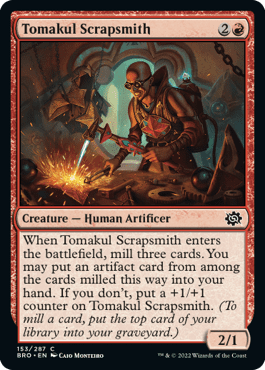 Tomakul Scrapsmith 2
Creature — Human Artificer
When Tomakul Scrapsmith enters
the battlefield, mill three cards. You
may put an artifact card from among
the cards milled this way into your
hand. If you don't, put a +1/+1
counter on Tomakul Scrapsmith. (To
mill a card, put the top card of your
library into your graveyard.)
2/1
153/287 C
BRO • EN Caio Monteiro
™ & © 2022 Wizards of the Coast